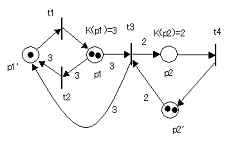 t1
K(p1)=3
t3
K(p2)=2
t4
2
3
3
p1'
p1
3
p2
t2
3
2
p2'